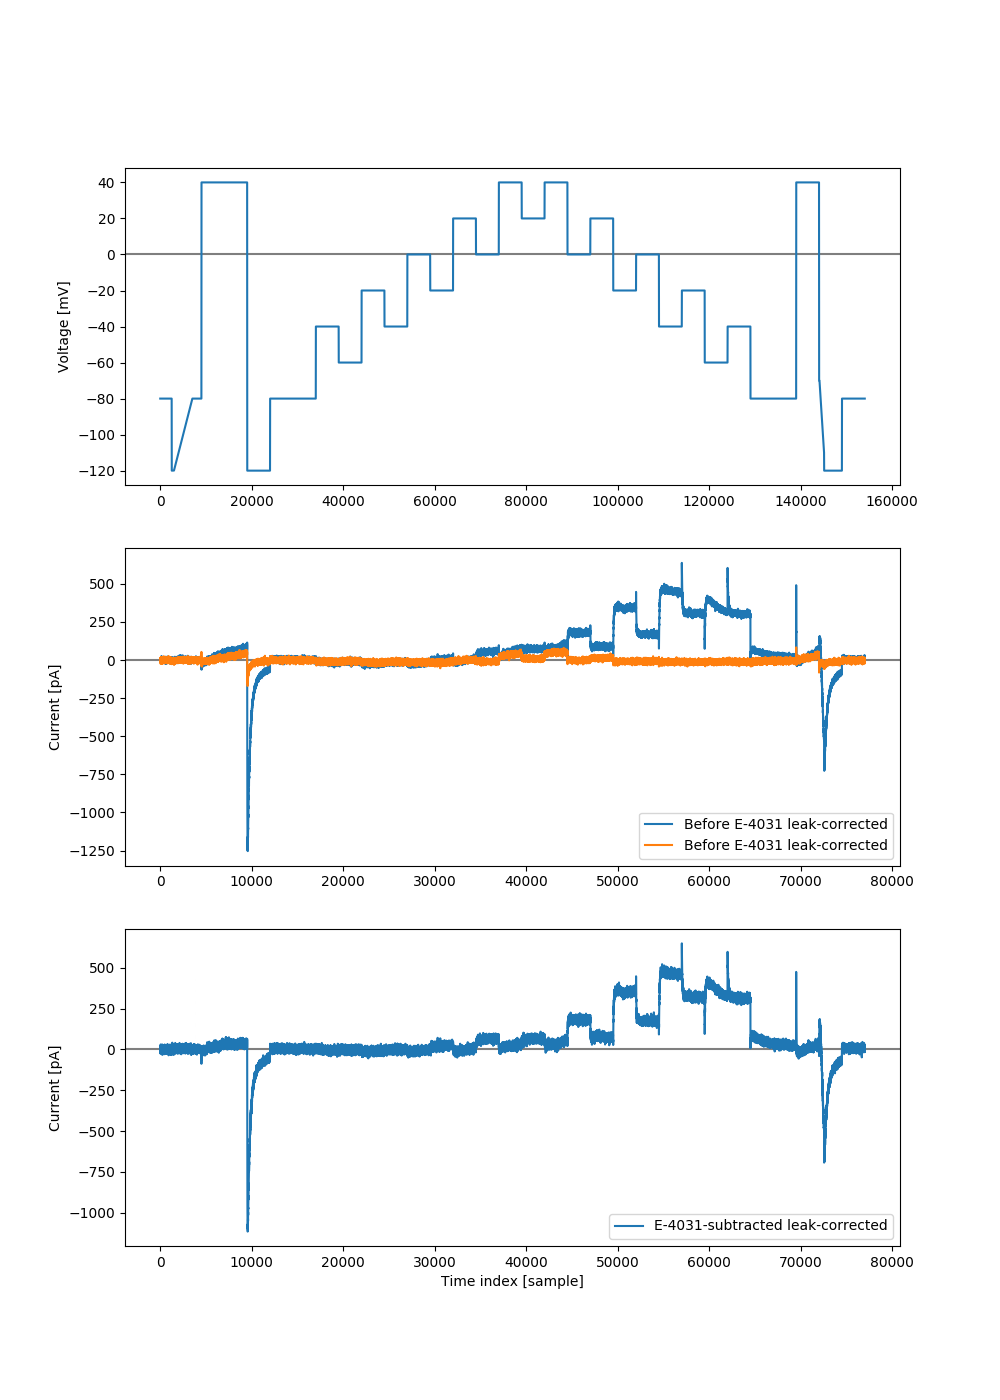 Voltage [mV]
40
20
0
−20
−40
−60
−80
−100
−120
0 20000 40000 60000 80000 100000 120000 140000 160000
Current [pA]
500
250
0
−250
−500
−750
−1000
−1250
Before E-4031 leak-corrected
Before E-4031 leak-corrected
0 10000 20000 30000 40000 50000 60000 70000 80000
Current [pA]
500
250
0
−250
−500
−750
−1000
E-4031-subtracted leak-corrected
0 10000 20000 30000 40000 50000 60000 70000 80000
Time index [sample]